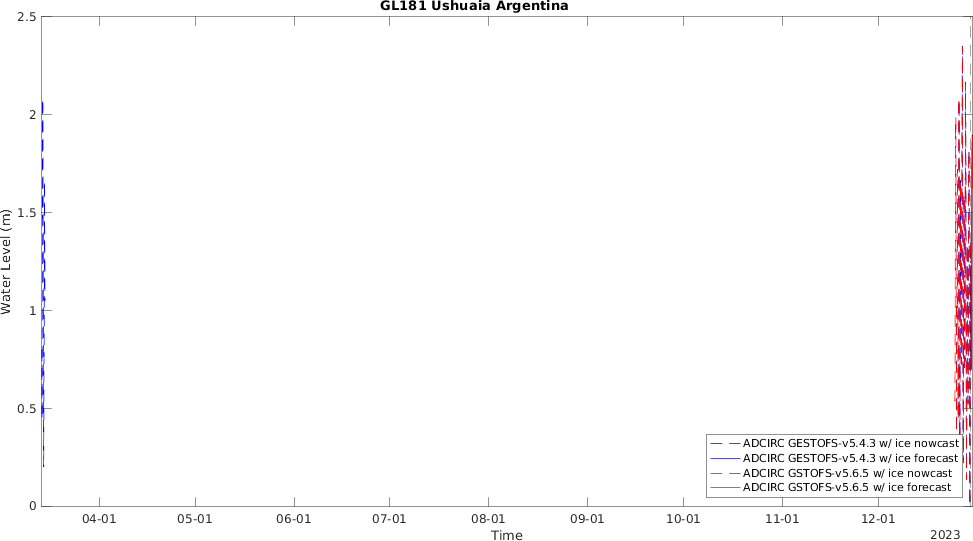 GL181 Ushuaia Argentina
2.5
2
1.5
1
0.5
0
Water Level (m)
ADCIRC GESTOFS-v5.4.3 w/ ice nowcast
ADCIRC GESTOFS-v5.4.3 w/ ice forecast
ADCIRC GSTOFS-v5.6.5 w/ ice nowcast
ADCIRC GSTOFS-v5.6.5 w/ ice forecast
04-01 05-01 06-01 07-01 08-01 09-01 10-01 11-01 12-01
Time
2023